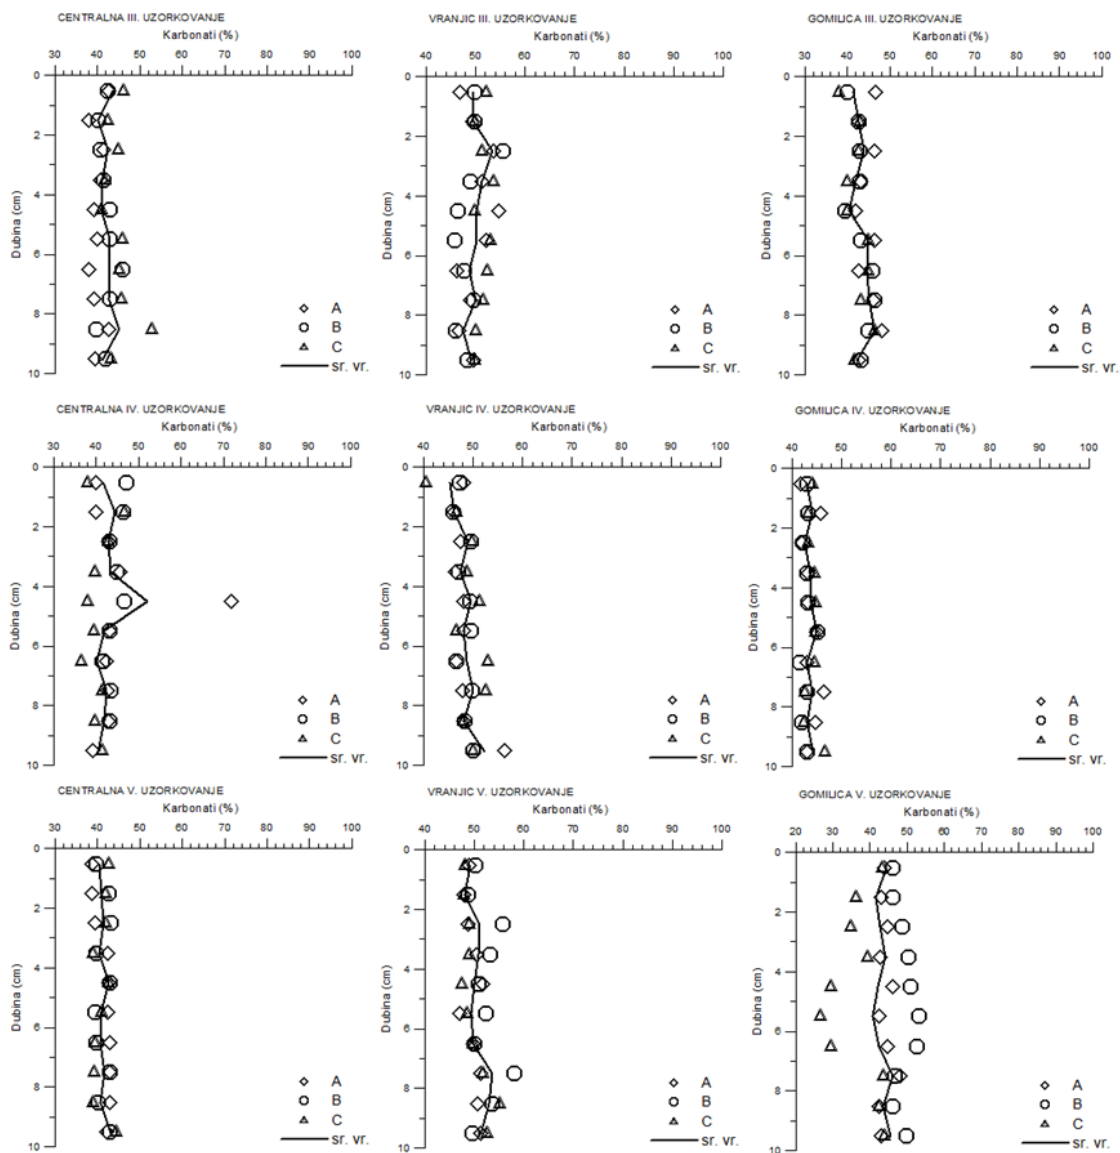 CENTRALNA III. UZORKOVANJE
Karbonati (%)
30 40 50 60 70 80 90 100
Dubina (cm)
0
2
4
6
8
10
A
B
C
sr. vr.
VRANJIC III. UZORKOVANJE
Karbonati (%)
40 50 60 70 80 90 100
Dubina (cm)
0
2
4
6
8
10
A
B
C
sr. vr.
GOMILICA III. UZORKOVANJE
Karbonati (%)
30 40 50 60 70 80 90 100
Dubina (cm)
0
2
4
6
8
10
A
B
C
sr. vr.
CENTRALNA IV. UZORKOVANJE
Karbonati (%)
30 40 50 60 70 80 90 100
Dubina (cm)
0
2
4
6
8
10
A
B
C
sr. vr.
VRANJIC IV. UZORKOVANJE
Karbonati (%)
40 50 60 70 80 90 100
Dubina (cm)
0
2
4
6
8
10
A
B
C
sr. vr.
GOMILICA IV. UZORKOVANJE
Karbonati (%)
40 50 60 70 80 90 100
Dubina (cm)
0
2
4
6
8
10
A
B
C
sr. vr.
CENTRALNA V. UZORKOVANJE
Karbonati (%)
30 40 50 60 70 80 90 100
Dubina (cm)
0
2
4
6
8
10
A
B
C
sr. vr.
VRANJIC V. UZORKOVANJE
Karbonati (%)
40 50 60 70 80 90 100
Dubina (cm)
0
2
4
6
8
10
A
B
C
sr. vr.
GOMILICA V. UZORKOVANJE
Karbonati (%)
20 30 40 50 60 70 80 90 100
Dubina (cm)
0
2
4
6
8
10
A
B
C
sr. vr.